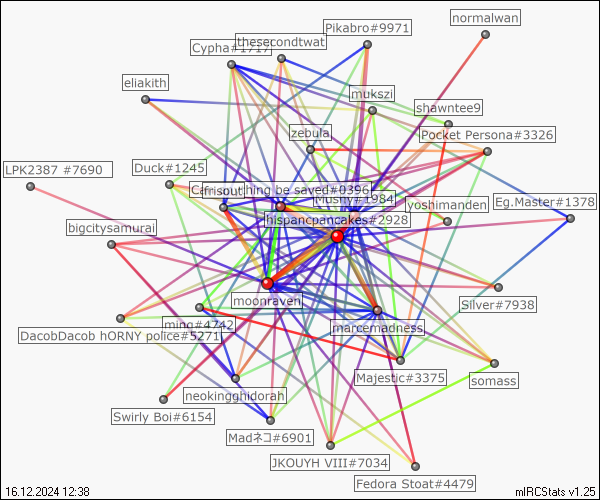 normalwan
Pikabro#9971
thesecondtwat
Cypha#1717
eliakith
mukszi
shawntee9
zebula
Pocket Persona#3326
LPK2387 #7690
Duck#1245
thing be saved#0396
Mushy#1984
yoshimanden
Eg.Master#1378
hispancpancakes#2928
bigcitysamurai
moonraven
Silver#7938
ming#4742
marcemadness
DacobDacob hORNY police#5271
Majestic#3375
somass
neokingghidorah
Swirly Boi#6154
Madネコ#6901
JKOUYH VIII#7034
Fedora Stoat#4479
16.12.2024 12:38
mIRCStats v1.25